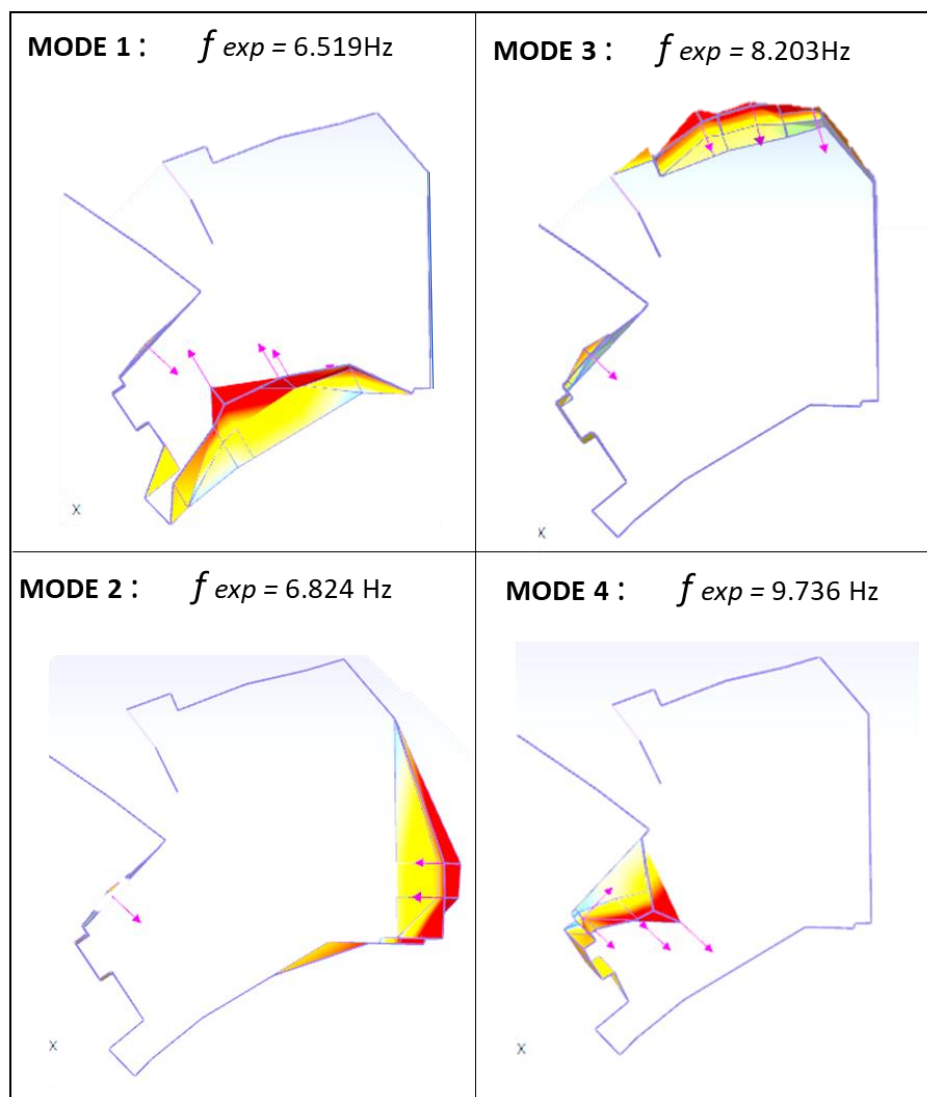 MODE 1 : f exp = 6.519Hz
X
MODE 3 : f exp = 8.203Hz
X
MODE 2 : f exp = 6.824 Hz
X
MODE 4 : f exp = 9.736 Hz
X